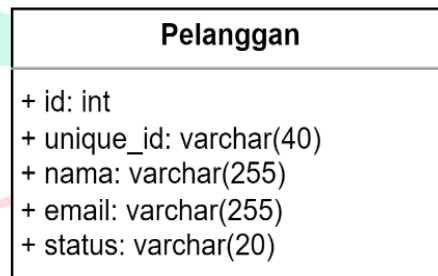 Pelanggan
+ id: int
+ unique_id: varchar(40)
+ nama: varchar(255)
+ email: varchar(255)
+ status: varchar(20)